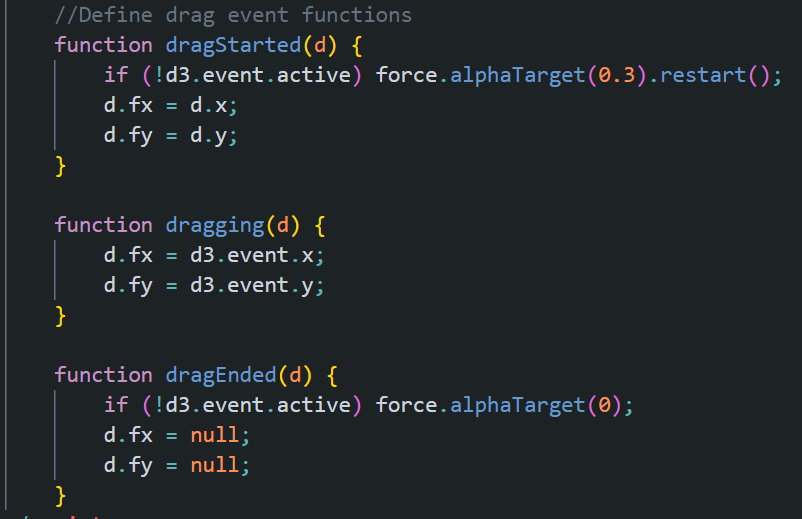 //Define drag event functions
function dragStarted(d) {
    if (!d3.event.active) force.alphaTarget(0.3).restart();
    d.fx = d.x;
    d.fy = d.y;
}

function dragging(d) {
    d.fx = d3.event.x;
    d.fy = d3.event.y;
}

function dragEnded(d) {
    if (!d3.event.active) force.alphaTarget(0);
    d.fx = null;
    d.fy = null;
}